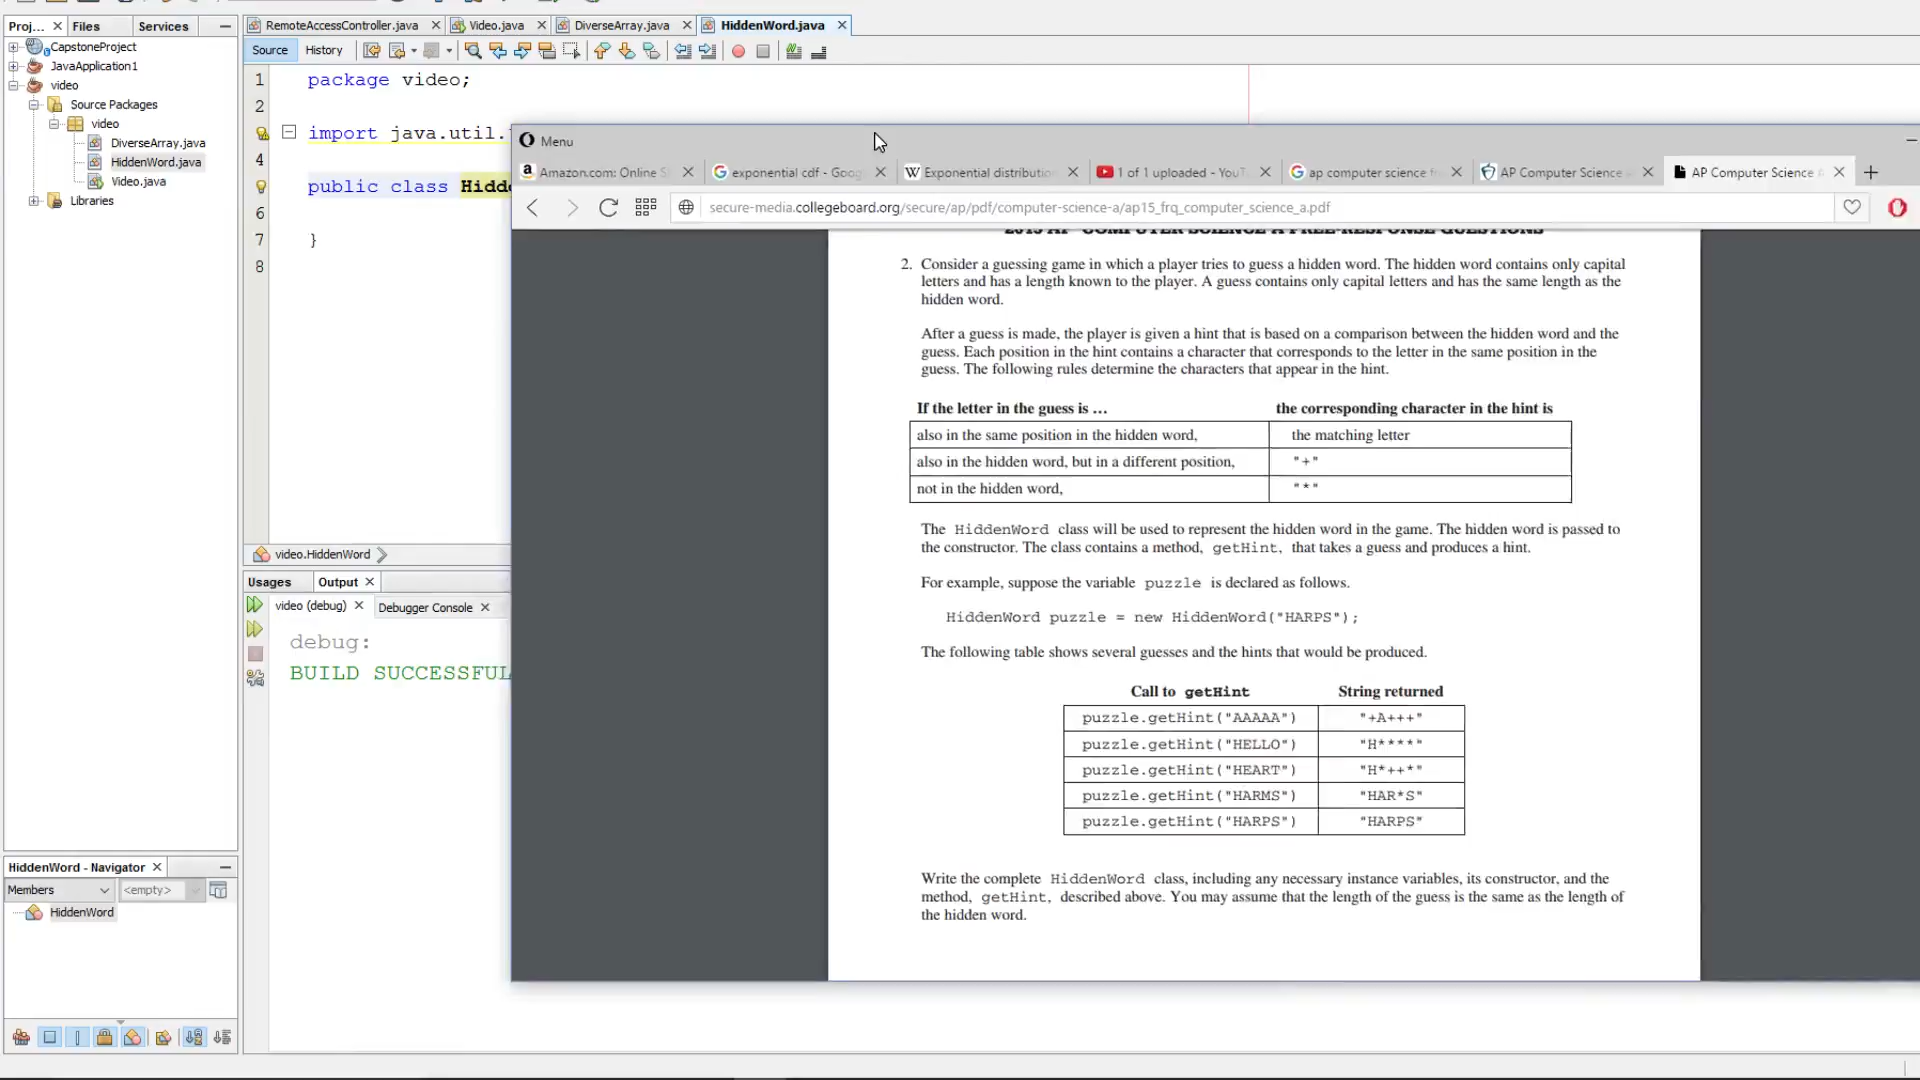 Proj...
Files
Services
CapstoneProject
JavaApplication1
video
Source Packages
video
DiverseArray.java
HiddenWord.java
Video.java
Libraries
RemoteAccessController.java
Video.java
DiverseArray.java
HiddenWord.java
Source
History
1 package video;
2
import java.util.
4
public class Hidd
6
7 }
8
video.HiddenWord
Usages
Output
video (debug)
Debugger Console
debug:
BUILD SUCCESSFUL
HiddenWord - Navigator
Members
<empty>
HiddenWord
Menu
Amazon.com: Online S
exponential cdf - Goog
Exponential distributio
1 of 1 uploaded - YouT
ap computer science fr
AP Computer Science
AP Computer Science A
secure-media.collegeboard.org/secure/ap/pdf/computer-science-a/ap15_frq_computer_science_a.pdf
2015 AP COMPUTER SCIENCE A FREE-RESPONSE QUESTIONS
2. Consider a guessing game in which a player tries to guess a hidden word. The hidden word contains only capital
letters and has a length known to the player. A guess contains only capital letters and has the same length as the
hidden word.
After a guess is made, the player is given a hint that is based on a comparison between the hidden word and the
guess. Each position in the hint contains a character that corresponds to the letter in the same position in the
guess. The following rules determine the characters that appear in the hint.
If the letter in the guess is ... the corresponding character in the hint is
also in the same position in the hidden word, the matching letter
also in the hidden word, but in a different position, "+"
not in the hidden word, "*"
The HiddenWord class will be used to represent the hidden word in the game. The hidden word is passed to
the constructor. The class contains a method, getHint, that takes a guess and produces a hint.
For example, suppose the variable puzzle is declared as follows.
HiddenWord puzzle = new HiddenWord("HARPS");
The following table shows several guesses and the hints that would be produced.
Call to getHint String returned
puzzle.getHint("AAAAA") "+A+++"
puzzle.getHint("HELLO") "H****"
puzzle.getHint("HEART") "H*++*"
puzzle.getHint("HARMS") "HAR*S"
puzzle.getHint("HARPS") "HARPS"
Write the complete HiddenWord class, including any necessary instance variables, its constructor, and the
method, getHint, described above. You may assume that the length of the guess is the same as the length of
the hidden word.